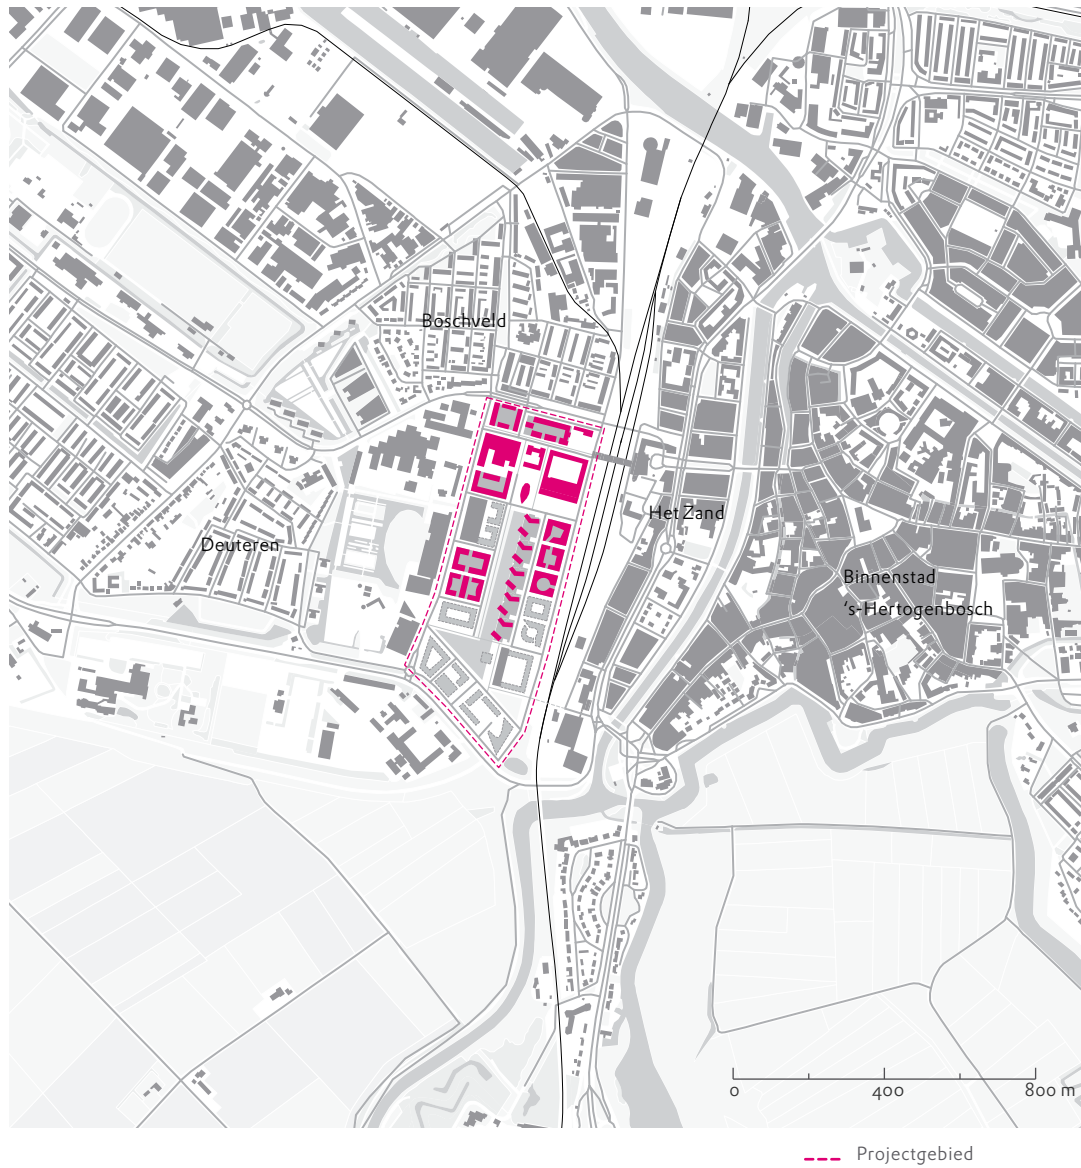 Boschveld
Het Zand
Deuteren
Binnenstad
's-Hertogenbosch
0 400 800 m
Projectgebied